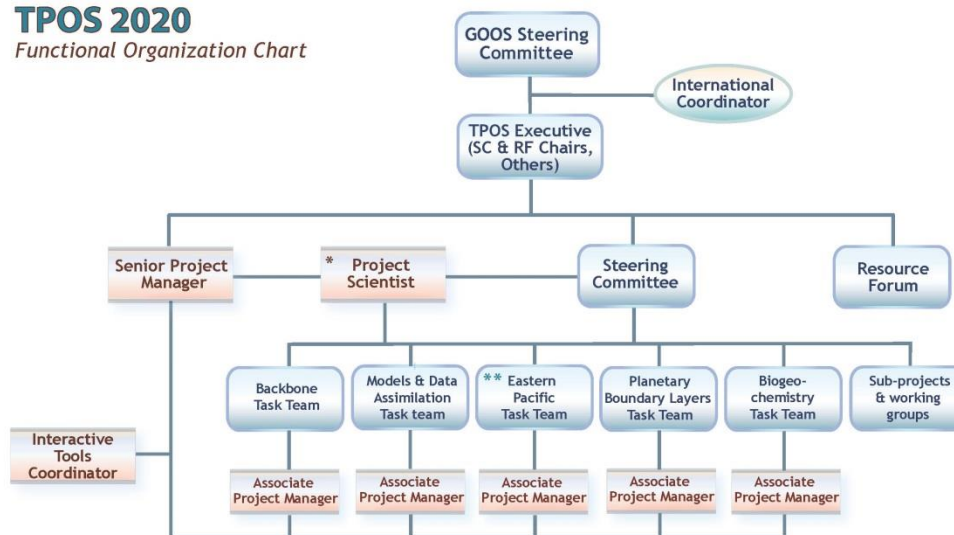 TPOS 2020
Functional Organization Chart
GOOS Steering
Committee
International
Coordinator
TPOS Executive
(SC & RF Chairs,
Others)
Senior Project
Manager
* Project
Scientist
Steering
Committee
Resource
Forum
Backbone
Task Team
Models & Data
Assimilation
Task team
** Eastern
Pacific
Task Team
Planetary
Boundary Layers
Task Team
Biogeo-
chemistry
Task Team
Sub-projects
& working
groups
Interactive
Tools
Coordinator
Associate
Project Manager
Associate
Project Manager
Associate
Project Manager
Associate
Project Manager
Associate
Project Manager